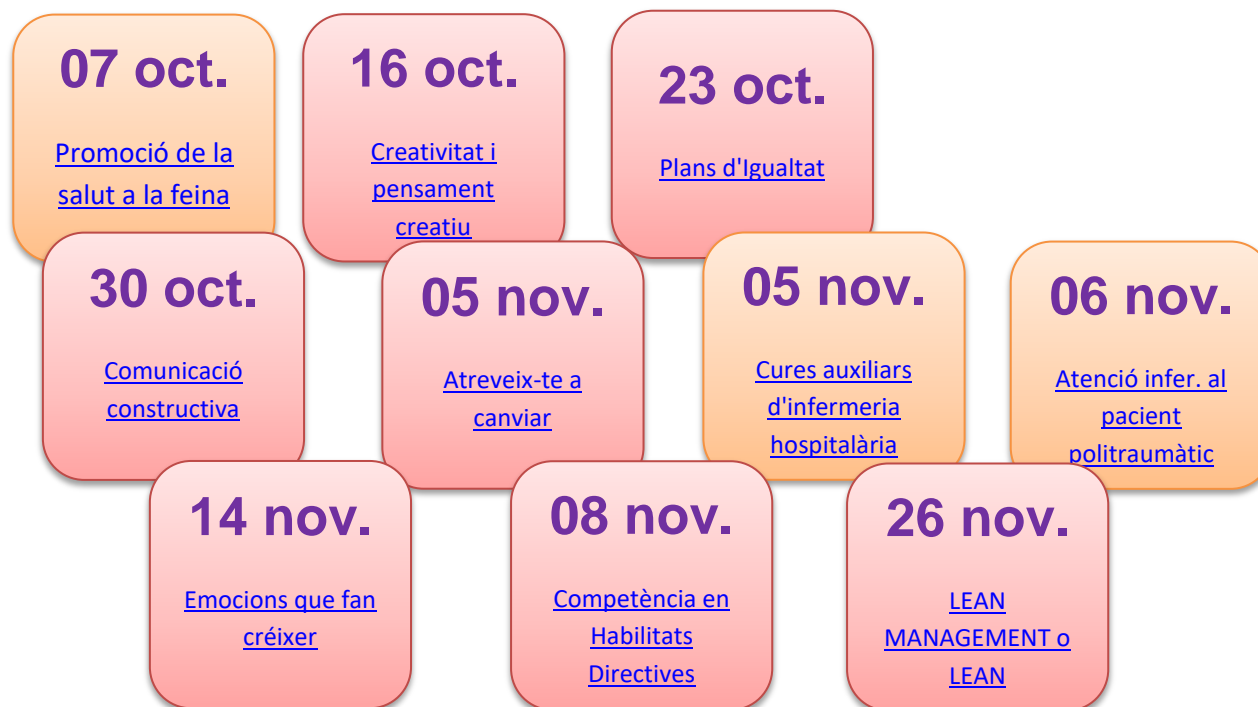 07 oct.
Promoció de la
salut a la feina
16 oct.
Creativitat i
pensament
creatiu
23 oct.
Plans d'Igualtat
30 oct.
Comunicació
constructiva
05 nov.
Atreveix-te a
canviar
05 nov.
Cures auxiliars
d'infermeria
hospitalària
06 nov.
Atenció infer. al
pacient
politraumàtic
14 nov.
Emocions que fan
créixer
08 nov.
Competència en
Habilitats
Directives
26 nov.
LEAN
MANAGEMENT o
LEAN